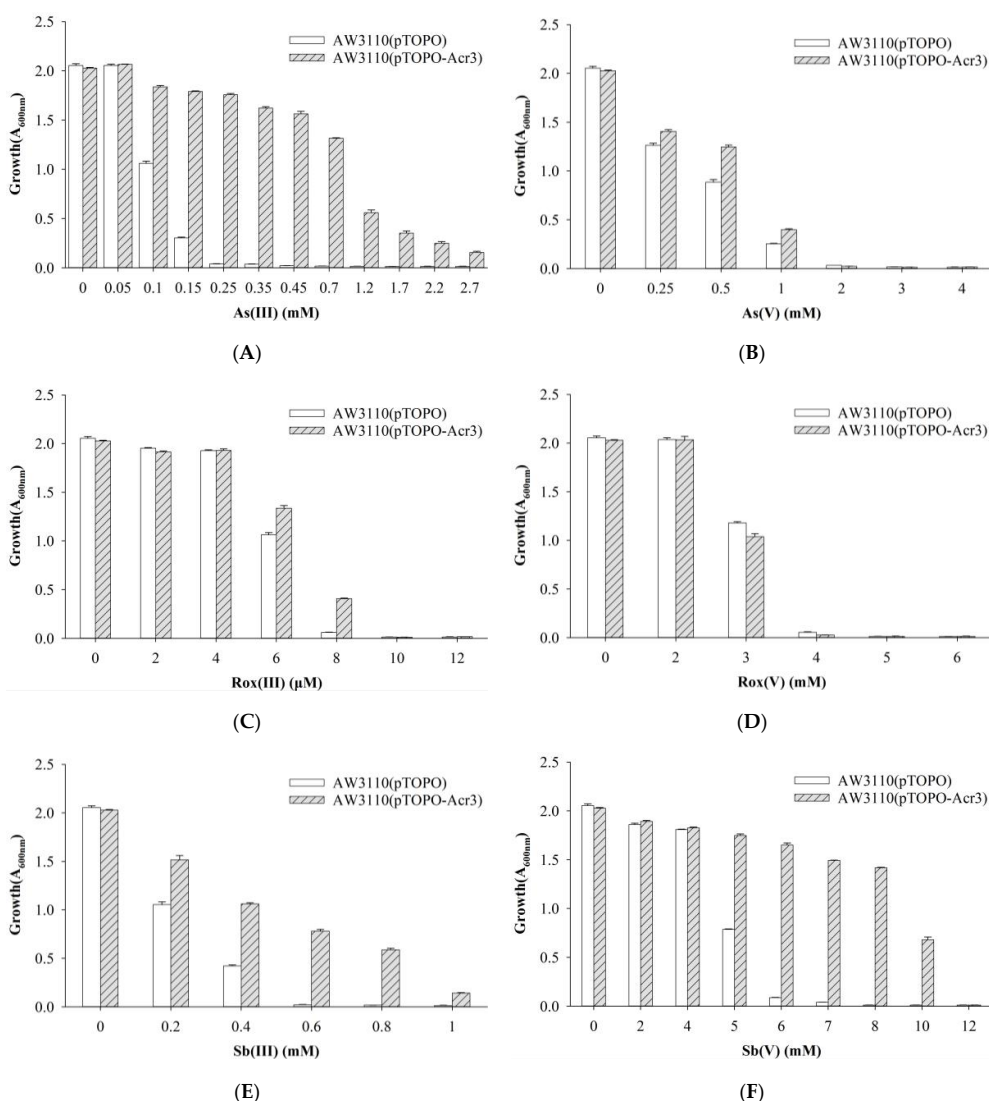 2.5
2.0
1.5
1.0
0.5
0.0
Growth(A600nm)
AW3110(pTOPO)
AW3110(pTOPO-Acr3)
0 0.05 0.1 0.15 0.25 0.35 0.45 0.7 1.2 1.7 2.2 2.7
As(III) (mM)
(A)
2.5
2.0
1.5
1.0
0.5
0.0
Growth(A600nm)
AW3110(pTOPO)
AW3110(pTOPO-Acr3)
0 0.25 0.5 1 2 3 4
As(V) (mM)
(B)
2.5
2.0
1.5
1.0
0.5
0.0
Growth(A600nm)
AW3110(pTOPO)
AW3110(pTOPO-Acr3)
0 2 4 6 8 10 12
Rox(III) (μM)
(C)
2.5
2.0
1.5
1.0
0.5
0.0
Growth(A600nm)
AW3110(pTOPO)
AW3110(pTOPO-Acr3)
0 2 3 4 5 6
Rox(V) (mM)
(D)
2.5
2.0
1.5
1.0
0.5
0.0
Growth(A600nm)
AW3110(pTOPO)
AW3110(pTOPO-Acr3)
0 0.2 0.4 0.6 0.8 1
Sb(III) (mM)
(E)
2.5
2.0
1.5
1.0
0.5
0.0
Growth(A600nm)
AW3110(pTOPO)
AW3110(pTOPO-Acr3)
0 2 4 5 6 7 8 10 12
Sb(V) (mM)
(F)